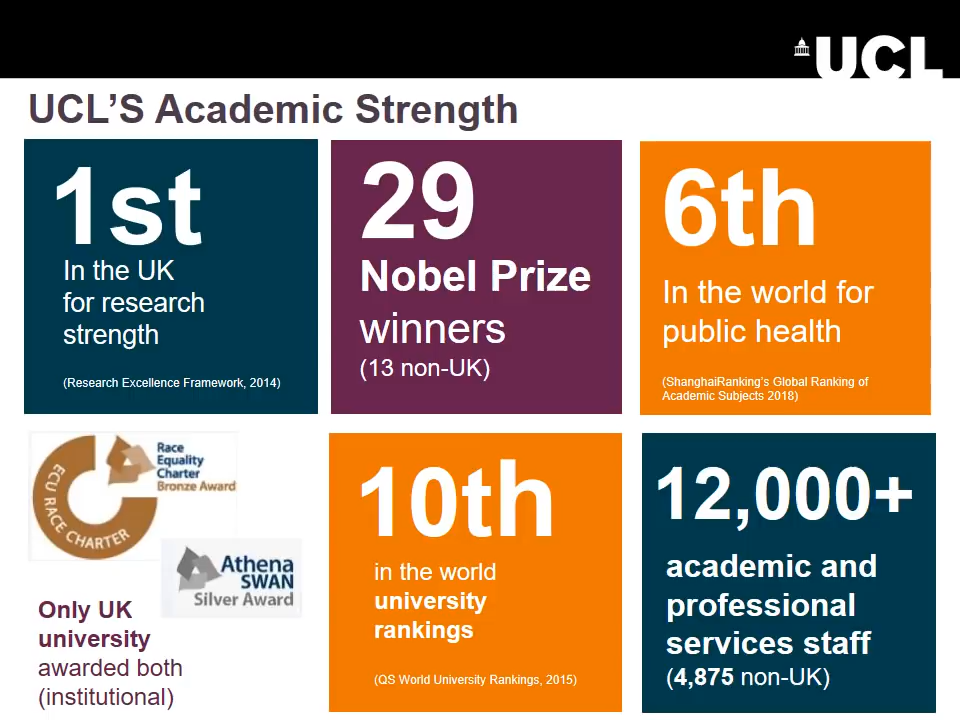 UCL
UCL'S Academic Strength
1st
In the UK
for research
strength
(Research Excellence Framework, 2014)
29
Nobel Prize
winners
(13 non-UK)
6th
In the world for
public health
(ShanghaiRanking's Global Ranking of
Academic Subjects 2018)
ECU RACE CHARTER
Race
Equality
Charter
Bronze Award
Athena
SWAN
Silver Award
Only UK
university
awarded both
(institutional)
10th
in the world
university
rankings
(QS World University Rankings, 2015)
12,000+
academic and
professional
services staff
(4,875 non-UK)